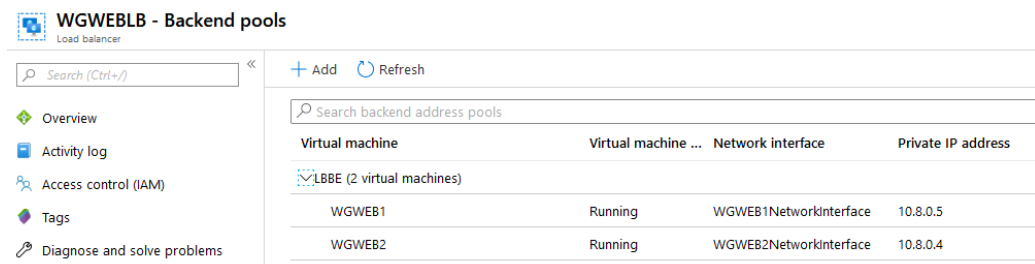 WGWEBLB - Backend pools
Load balancer
Search (Ctrl+/)
«
Overview
Activity log
Access control (IAM)
Tags
Diagnose and solve problems
+ Add Refresh
Search backend address pools
Virtual machine Virtual machine ... Network interface Private IP address
LBBE (2 virtual machines)
WGWEB1 Running WGWEB1NetworkInterface 10.8.0.5
WGWEB2 Running WGWEB2NetworkInterface 10.8.0.4